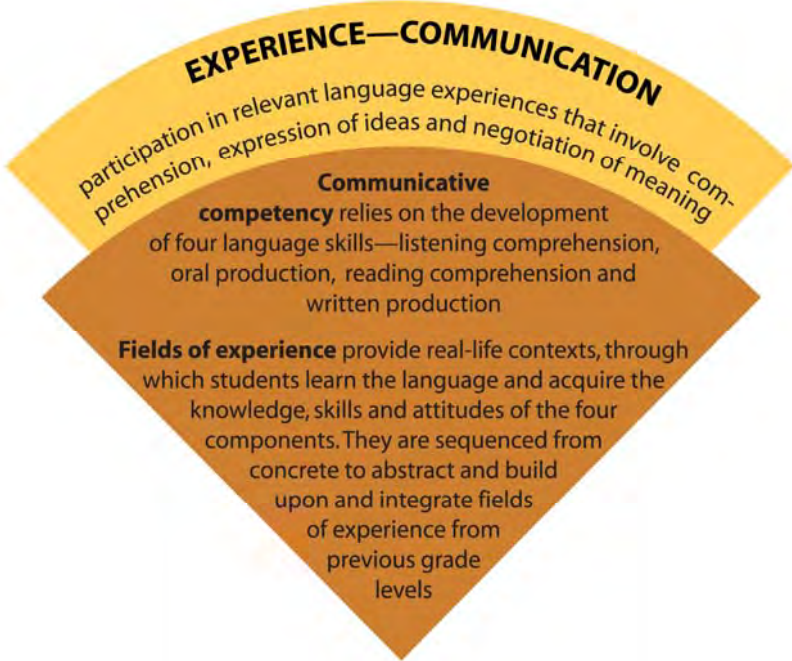 EXPERIENCE—COMMUNICATION
participation in relevant language experiences that involve com-
prehension, expression of ideas and negotiation of meaning
Communicative
competency relies on the development
of four language skills—listening comprehension,
oral production, reading comprehension and
written production
Fields of experience provide real-life contexts, through
which students learn the language and acquire the
knowledge, skills and attitudes of the four
components. They are sequenced from
concrete to abstract and build
upon and integrate fields
of experience from
previous grade
levels